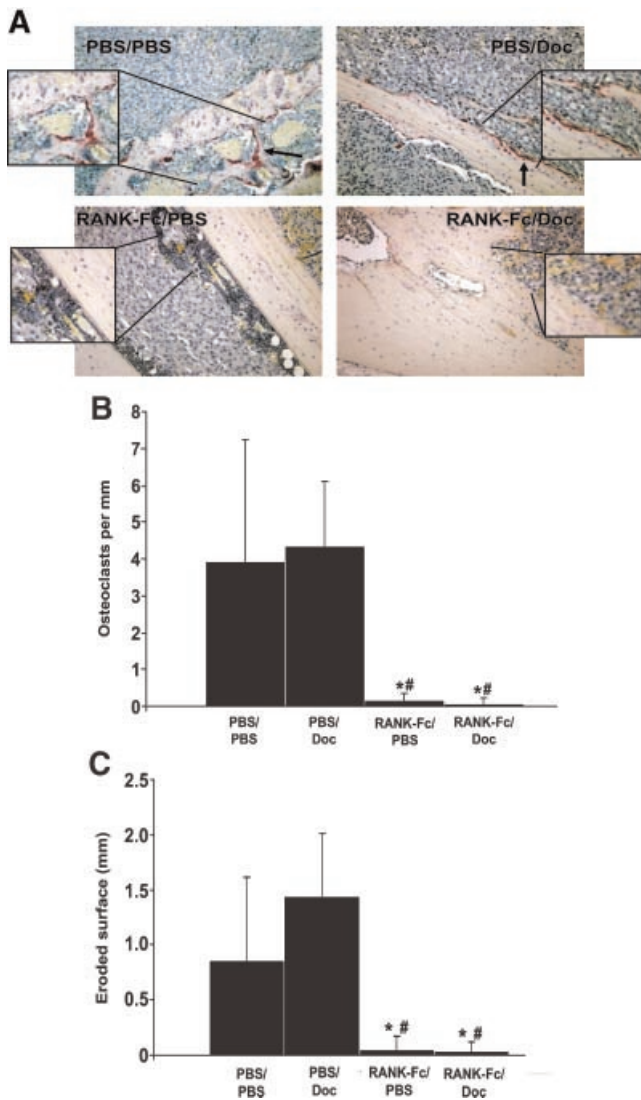 A
PBS/PBS
PBS/Doc
RANK-Fc/PBS
RANK-Fc/Doc
B
Osteoclasts per mm
8
7
6
5
4
3
2
1
0
*# *#
PBS/ PBS/ RANK-Fc/ RANK-Fc/
PBS Doc PBS Doc
C
Eroded surface (mm)
2.5
2.0
1.5
1.0
0.5
0
* # * #
PBS/ PBS/ RANK-Fc/ RANK-Fc/
PBS Doc PBS Doc